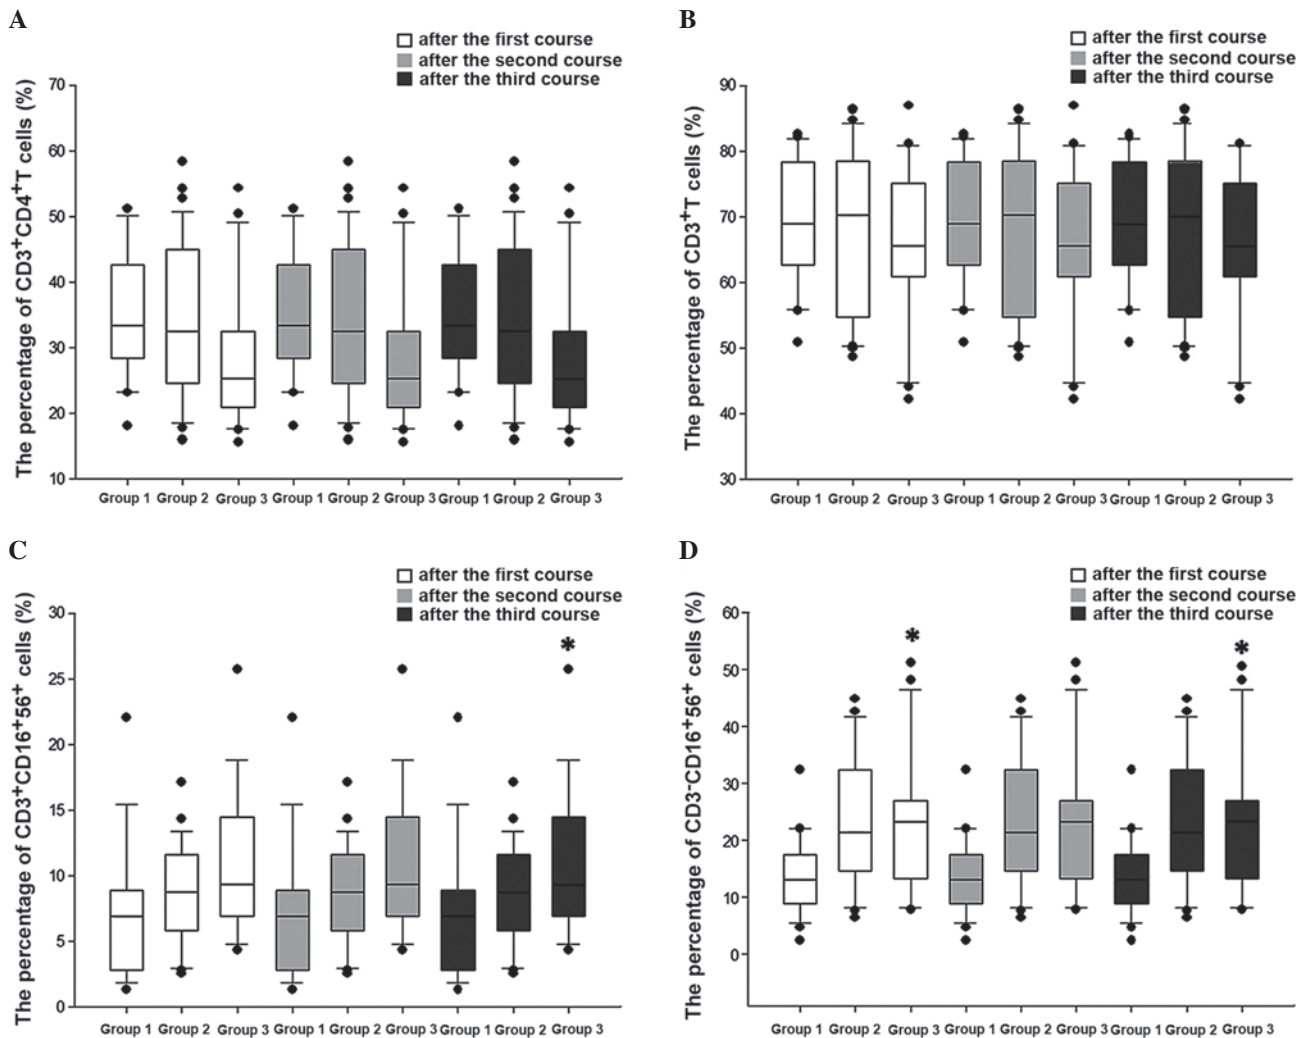 A
after the first course
after the second course
after the third course
The percentage of CD3⁺CD4⁺T cells (%)
70
60
50
40
30
20
10
Group 1 Group 2 Group 3 Group 1 Group 2 Group 3 Group 1 Group 2 Group 3
B
after the first course
after the second course
after the third course
The percentage of CD3⁺T cells (%)
90
80
70
60
50
40
30
Group 1 Group 2 Group 3 Group 1 Group 2 Group 3 Group 1 Group 2 Group 3
C
after the first course
after the second course
after the third course
The percentage of CD3⁺CD16⁺56⁺ cells (%)
30
25
20
15
10
5
0
*
Group 1 Group 2 Group 3 Group 1 Group 2 Group 3 Group 1 Group 2 Group 3
D
after the first course
after the second course
after the third course
The percentage of CD3⁻CD16⁺56⁺ cells (%)
60
50
40
30
20
10
0
* *
Group 1 Group 2 Group 3 Group 1 Group 2 Group 3 Group 1 Group 2 Group 3